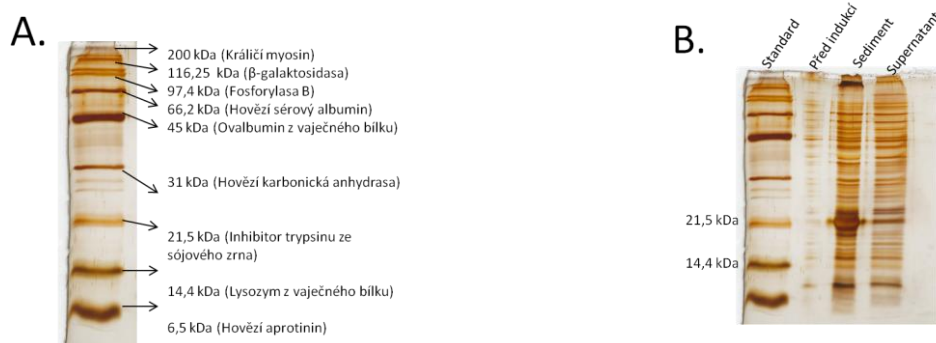 A.
200 kDa (Králičí myosin)
116,25 kDa (β-galaktosidasa)
97,4 kDa (Fosforylasa B)
66,2 kDa (Hovězí sérový albumin)
45 kDa (Ovalbumin z vaječného bílku)
31 kDa (Hovězí karbonická anhydrasa)
21,5 kDa (Inhibitor trypsinu ze
sójového zrna)
14,4 kDa (Lysozym z vaječného bílku)
6,5 kDa (Hovězí aprotinin)
B.
Standard
Před indukcí
Sediment
Supernatant
21,5 kDa
14,4 kDa